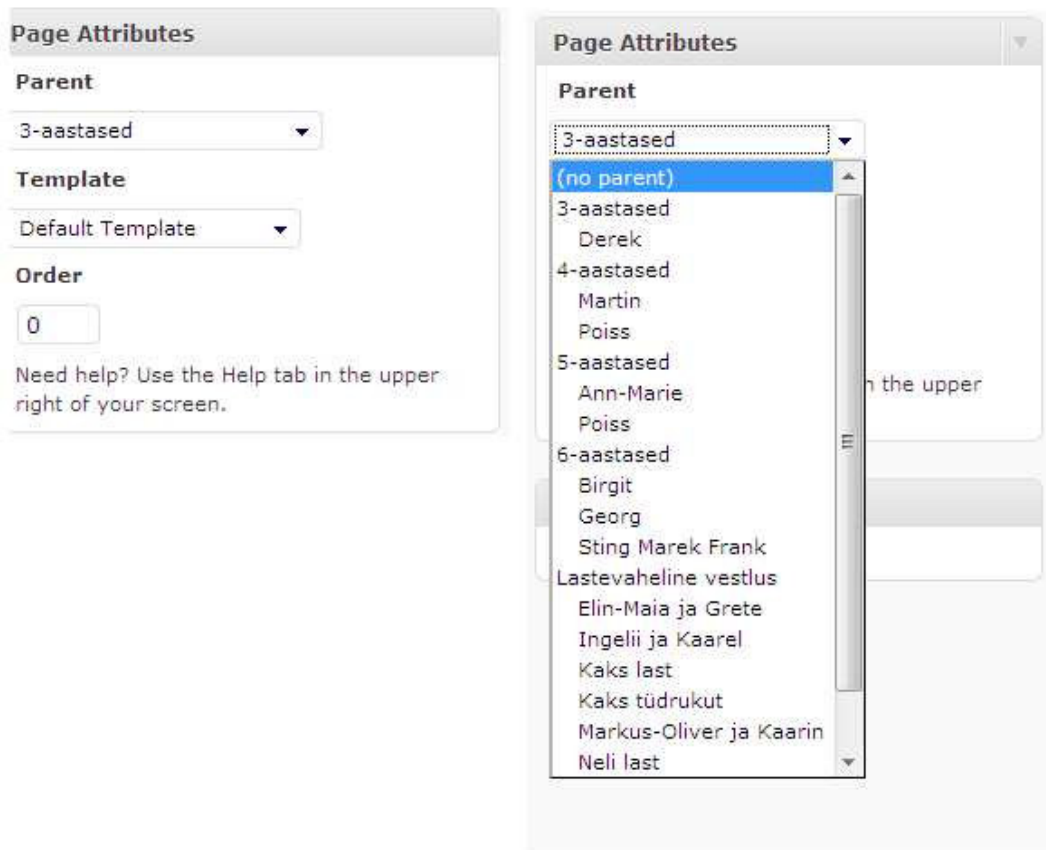 Page Attributes
Parent
3-aastased
Template
Default Template
Order
0
Need help? Use the Help tab in the upper
right of your screen.
Page Attributes
Parent
3-aastased
(no parent)
3-aastased
Derek
4-aastased
Martin
Poiss
5-aastased
Ann-Marie
Poiss
6-aastased
Birgit
Georg
Sting Marek Frank
Lastevaheline vestlus
Elin-Maia ja Grete
Ingelii ja Kaarel
Kaks last
Kaks tüdrukut
Markus-Oliver ja Kaarin
Neli last
the upper